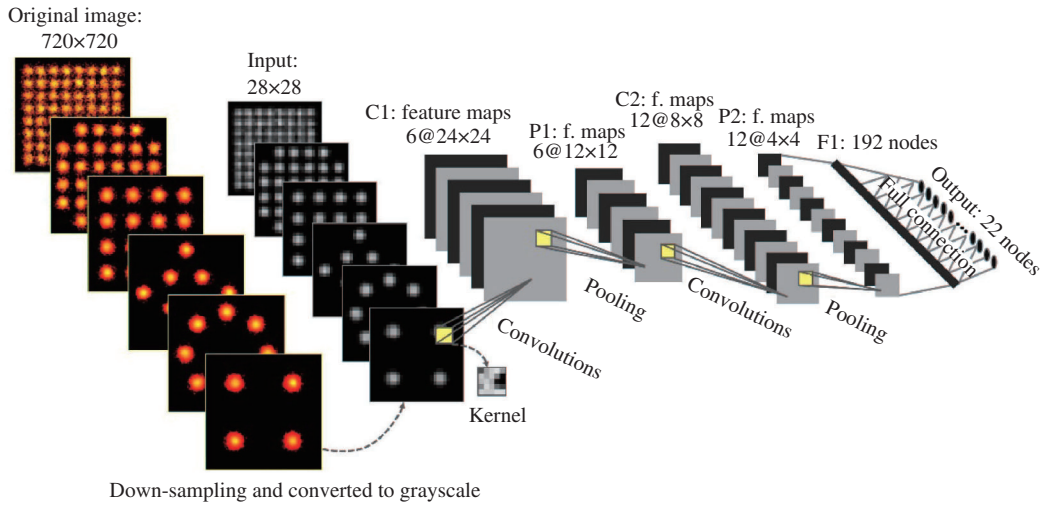 Original image:
720×720
Input:
28×28
C1: feature maps
6@24×24
P1: f. maps
6@12×12
C2: f. maps
12@8×8
P2: f. maps
12@4×4
F1: 192 nodes
Output: 22 nodes
Full connection
Convolutions
Pooling
Convolutions
Pooling
Kernel
Down-sampling and converted to grayscale